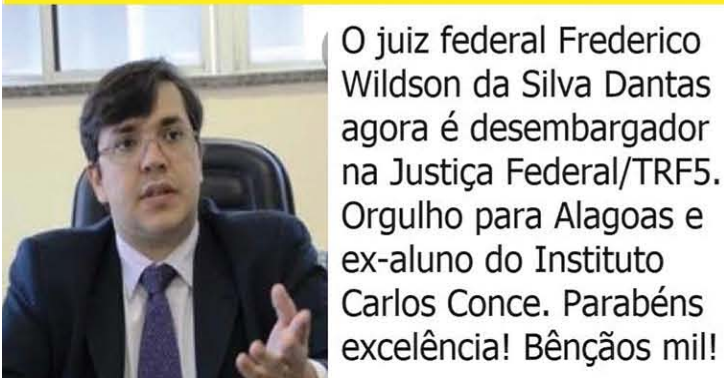 O juiz federal Frederico
Wildson da Silva Dantas
agora é desembargador
na Justiça Federal/TRF5.
Orgulho para Alagoas e
ex-aluno do Instituto
Carlos Conce. Parabéns
excelência! Bênçãos mil!